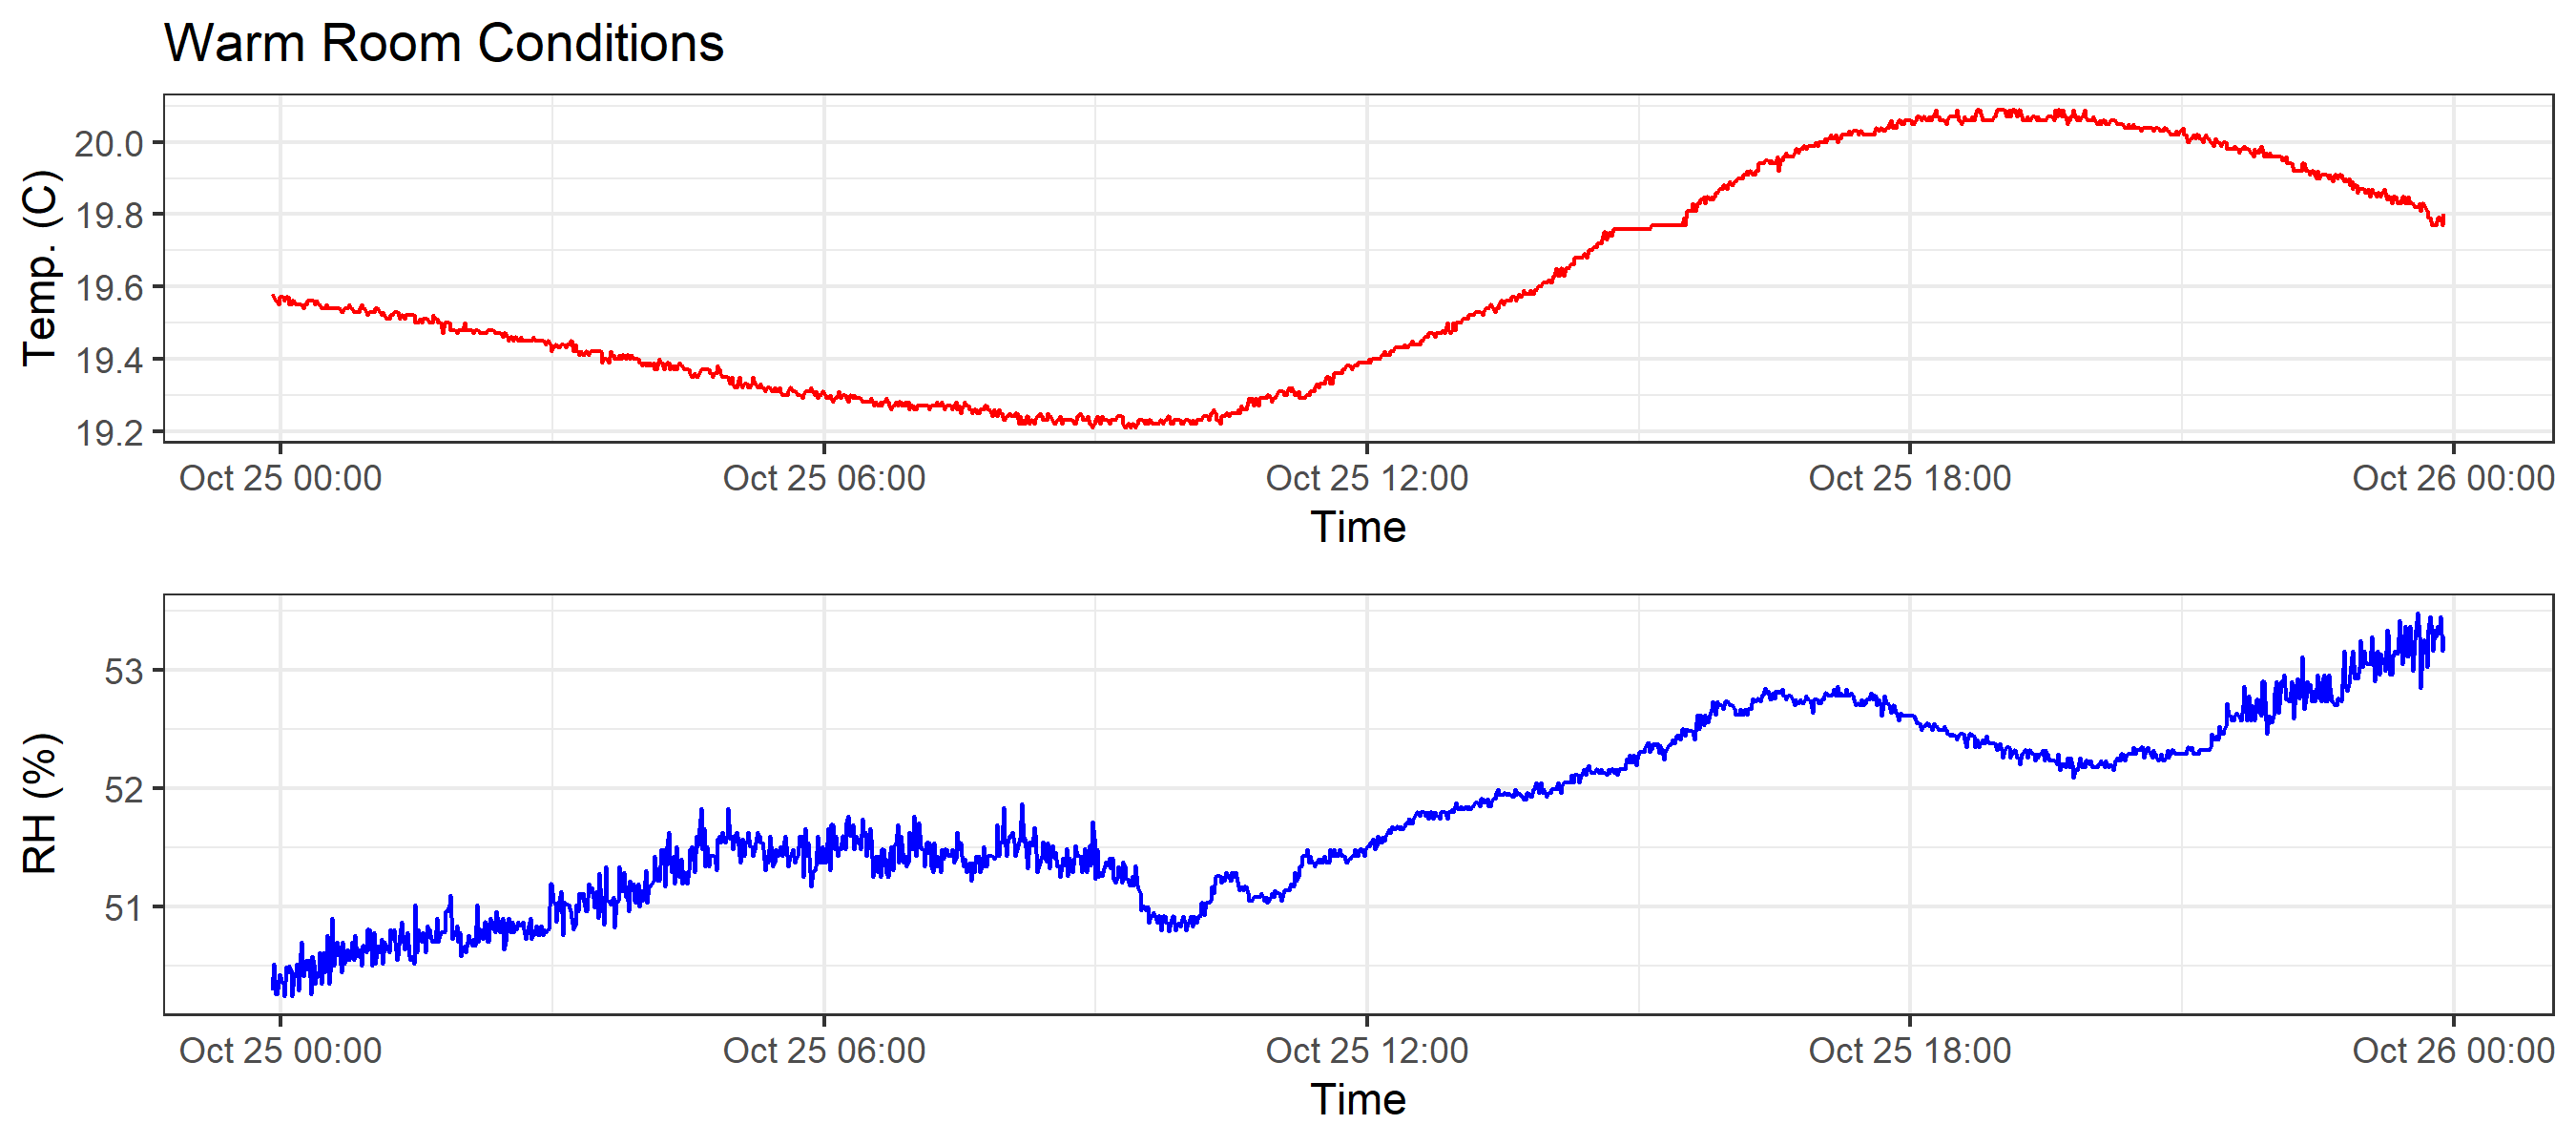 Warm Room Conditions
Temp. (C)
20.0
19.8
19.6
19.4
19.2
Oct 25 00:00 Oct 25 06:00 Oct 25 12:00 Oct 25 18:00 Oct 26 00:00
Time
RH (%)
53
52
51
Oct 25 00:00 Oct 25 06:00 Oct 25 12:00 Oct 25 18:00 Oct 26 00:00
Time